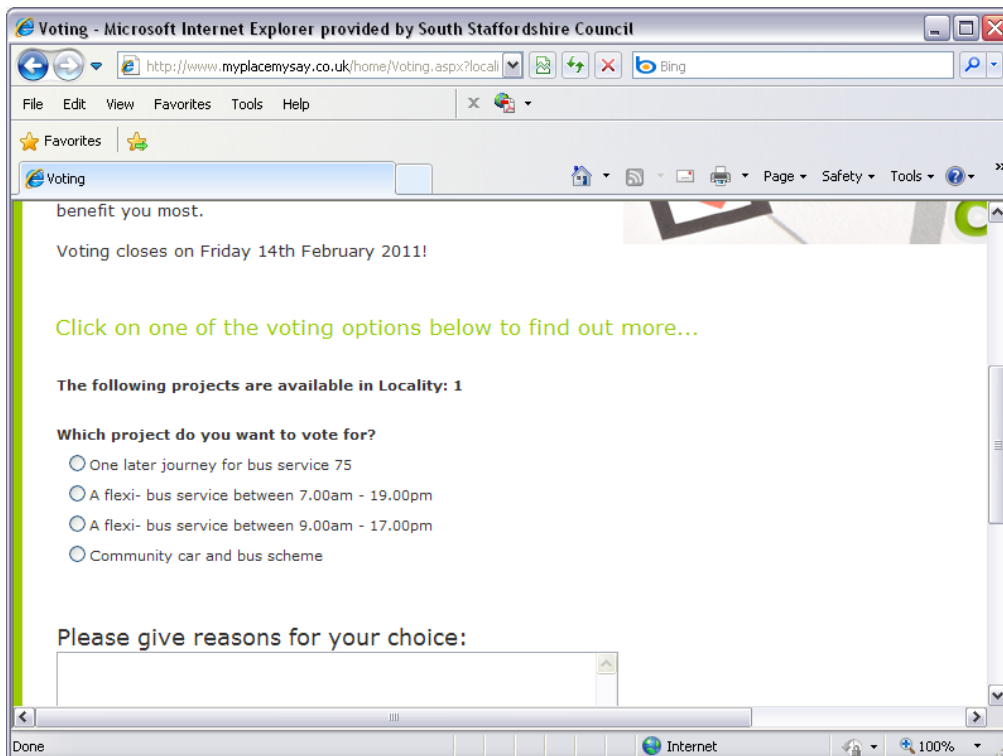 Voting - Microsoft Internet Explorer provided by South Staffordshire Council
http://www.myplacemysay.co.uk/home/Voting.aspx?locali
Bing
File Edit View Favorites Tools Help
x
Favorites
Voting
Page Safety Tools
benefit you most.
Voting closes on Friday 14th February 2011!
Click on one of the voting options below to find out more...
The following projects are available in Locality: 1
Which project do you want to vote for?
One later journey for bus service 75
A flexi- bus service between 7.00am - 19.00pm
A flexi- bus service between 9.00am - 17.00pm
Community car and bus scheme
Please give reasons for your choice:
Done Internet 100%